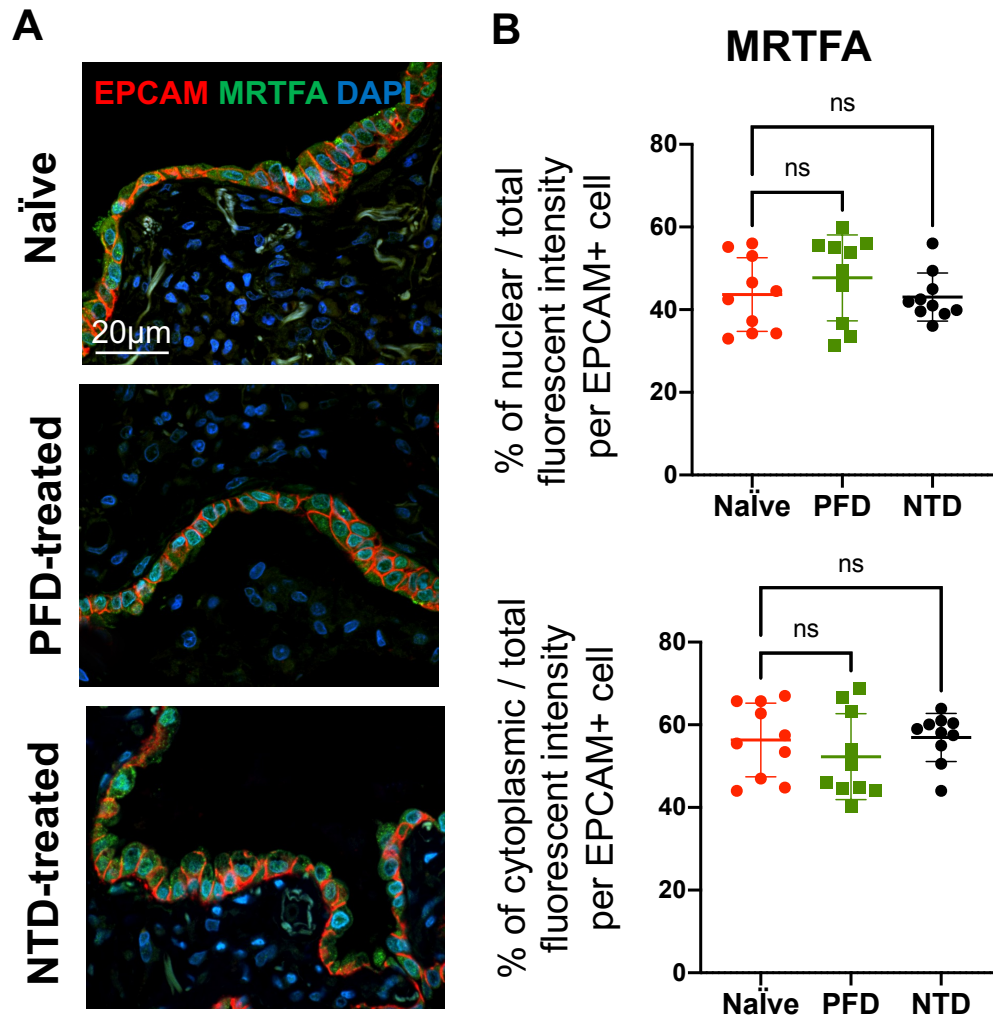 A
EPCAM MRTFA DAPI
NaÏve
20µm
PFD-treated
NTD-treated
B
MRTFA
ns
ns
% of nuclear / total
fluorescent intensity
per EPCAM+ cell
80
60
40
20
0
NaÏve PFD NTD
ns
ns
% of cytoplasmic / total
fluorescent intensity
per EPCAM+ cell
80
60
40
20
0
NaÏve PFD NTD